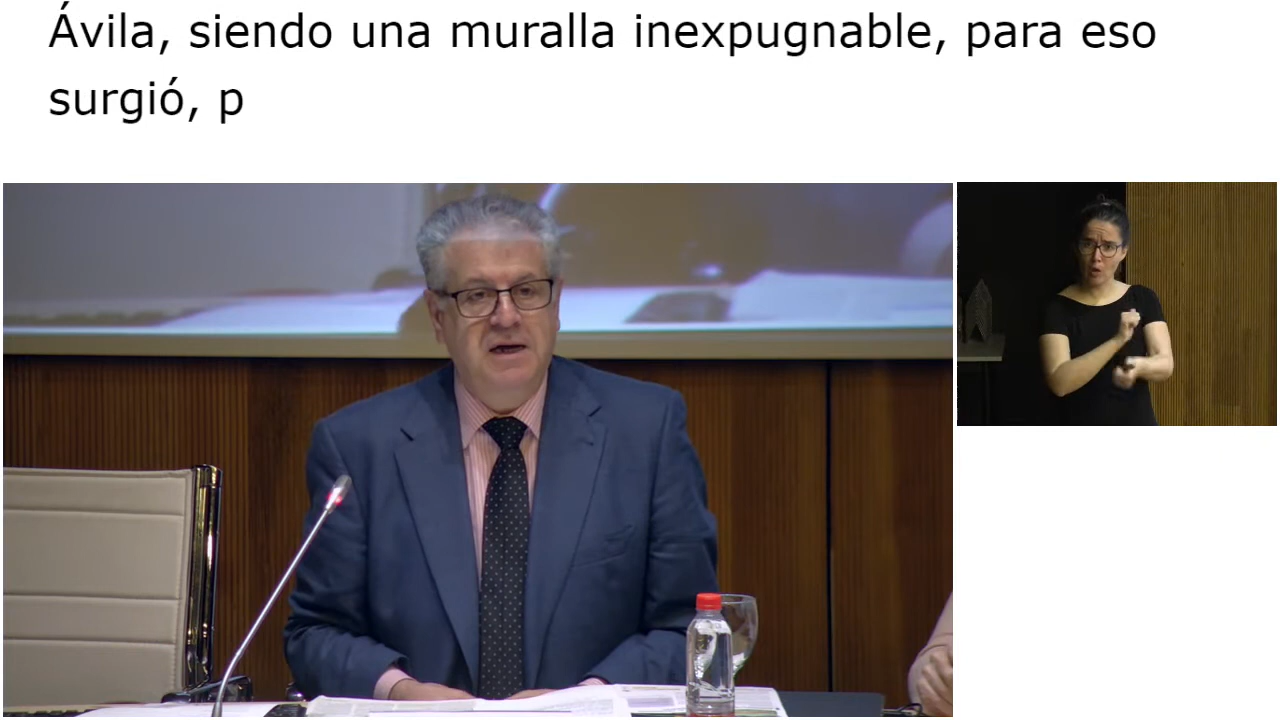 Ávila, siendo una muralla inexpugnable, para eso
surgió, p